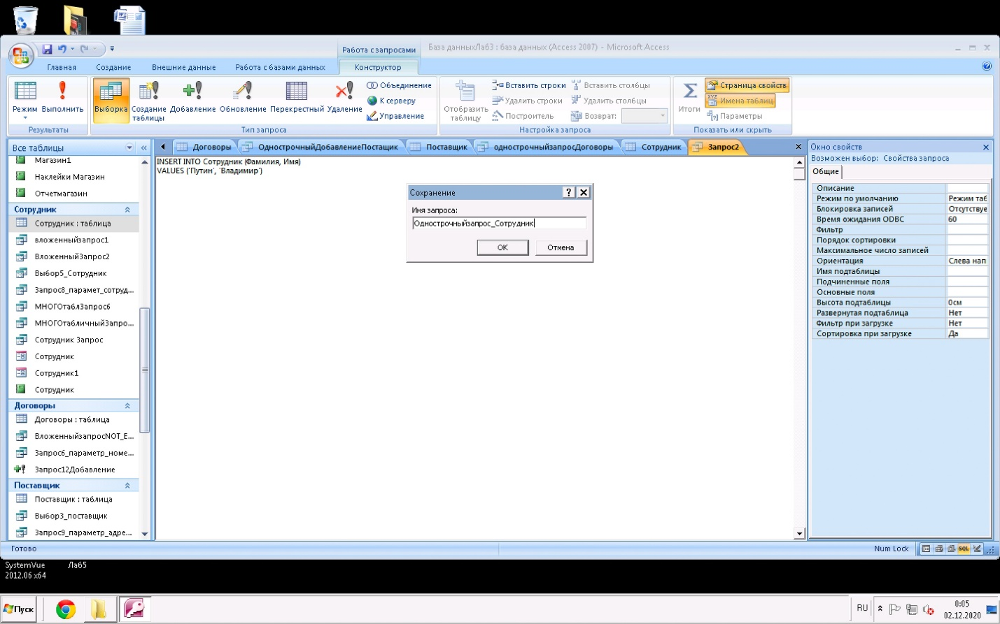 Работа с запросами
База данныхЛаб3 : база данных (Access 2007) - Microsoft Access
Главная
Создание
Внешние данные
Работа с базами данных
Конструктор
Режим
Выполнить
Результаты
Выборка
Создание таблицы
Добавление
Обновление
Перекрестный
Удаление
Объединение
К серверу
Управление
Тип запроса
Отобразить таблицу
Вставить строки
Удалить строки
Построитель
Вставить столбцы
Удалить столбцы
Возврат:
Настройка запроса
Итоги
Страница свойств
Имена таблиц
Параметры
Показать или скрыть
Все таблицы
Магазин1
Наклейки Магазин
Отчетмагазин
Сотрудник
Сотрудник : таблица
вложенныйзапрос1
ВложенныйЗапрос2
Выбор5_Сотрудник
Запрос8_парамет_сотруд...
МНОГОтаблЗапрос6
МНОГОтабличныйЗапро...
Сотрудник Запрос
Сотрудник
Сотрудник1
Сотрудник
Договоры
Договоры : таблица
ВложенныйзапросNOT_E...
Запрос6_параметр_номе...
Запрос12Добавление
Поставщик
Поставщик : таблица
Выбор3_поставщик
Запрос9_параметр_адре...
Договоры
ОднострочныйДобавлениеПостащик
Поставщик
однострочныйзапросДоговоры
Сотрудник
Запрос2
INSERT INTO Сотрудник (Фамилия, Имя)
VALUES ('Путин', 'Владимир')
Сохранение
Имя запроса:
Однострочныйзапрос_Сотрудник
ОК
Отмена
Окно свойств
Возможен выбор: Свойства запроса
Общие
Описание
Режим по умолчанию Режим таб
Блокировка записей Отсутствуе
Время ожидания ODBC 60
Фильтр
Порядок сортировки
Максимальное число записей
Ориентация Слева нап
Имя подтаблицы
Подчиненные поля
Основные поля
Высота подтаблицы 0см
Развернутая подтаблица Нет
Фильтр при загрузке Нет
Сортировка при загрузке Да
Готово
Num Lock
SQL
SystemVue
2012.06 x64
Лаб5
Пуск
RU
0:05
02.12.2020